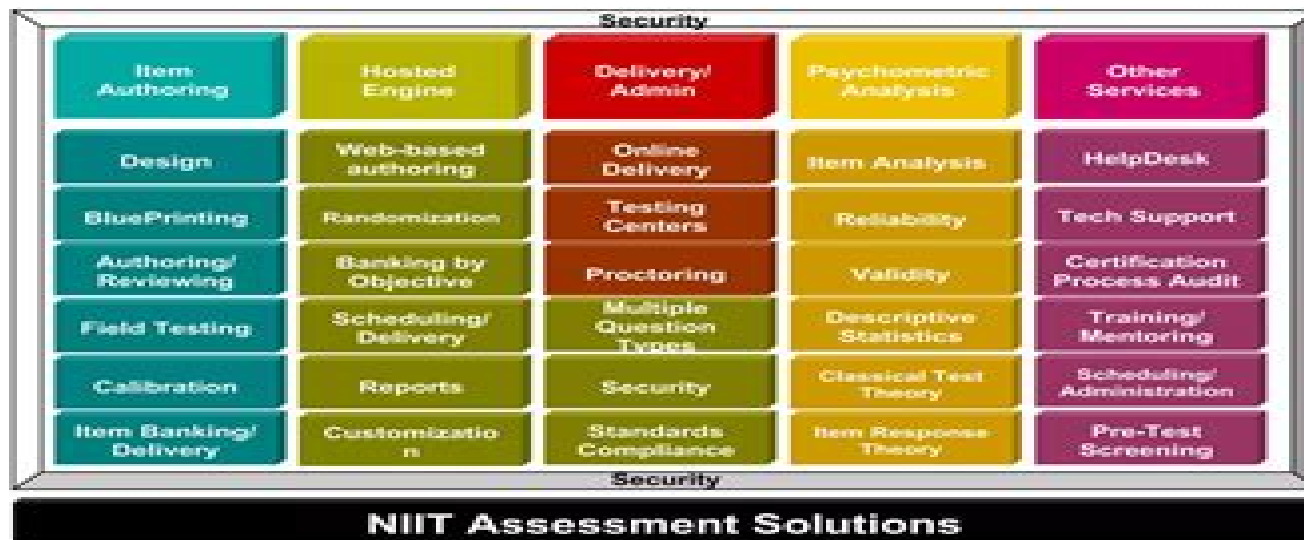 Security
Item
Authoring
Hosted
Engine
Delivery/
Admin
Psychometric
Analysis
Other
Services
Design
Web-based
authoring
Online
Delivery
Item Analysis
HelpDesk
BluePrinting
Randomization
Testing
Centers
Reliability
Tech Support
Authoring/
Reviewing
Banking by
Objective
Proctoring
Validity
Certification
Process Audit
Field Testing
Scheduling/
Delivery
Multiple
Question
Types
Descriptive
Statistics
Training/
Mentoring
Calibration
Reports
Security
Classical Test
Theory
Scheduling/
Administration
Item Banking/
Delivery
Customizatio
n
Standards
Compliance
Item Response
Theory
Pre-Test
Screening
Security
NIIT Assessment Solutions